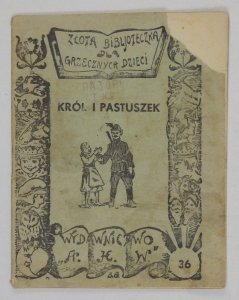 ZŁOTA BIBLJOTECZKA
DLA
GRZECZNYCH DZIECI
KRÓL I PASTUSZEK
WYDAWNICTWO
"A. H. W."
36